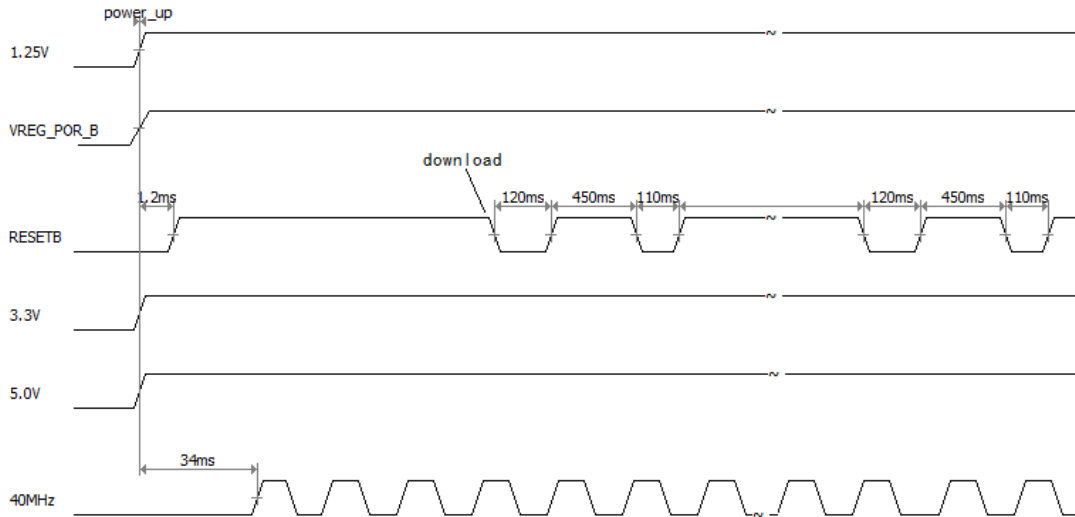 power_up
1.25V
VREG_POR_B
download
1.2ms 120ms 450ms 110ms 120ms 450ms 110ms
RESETB
3.3V
5.0V
34ms
40MHz